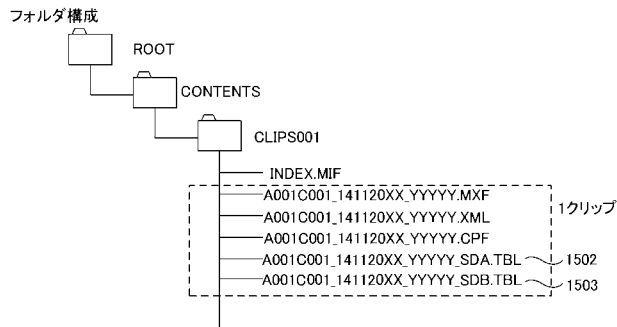 フォルダ構成
ROOT
CONTENTS
CLIPS001
INDEX.MIF
A001C001_141120XX_YYYYY.MXF
1クリップ
A001C001_141120XX_YYYYY.XML
A001C001_141120XX_YYYYY.CPF
A001C001_141120XX_YYYYY_SDA.TBL 1502
A001C001_141120XX_YYYYY_SDB.TBL 1503